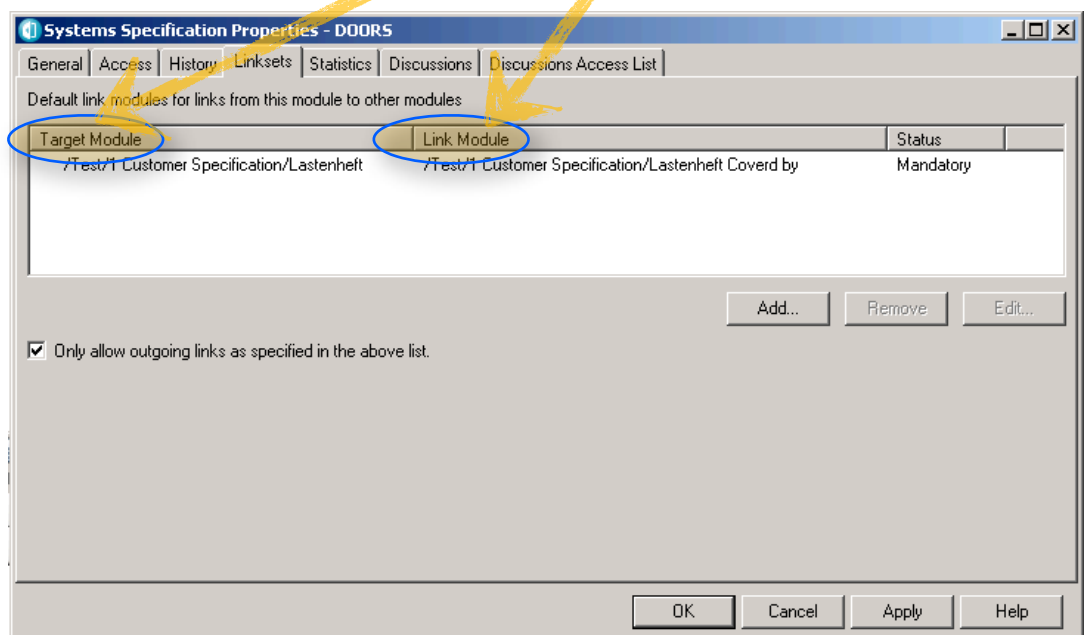 Systems Specification Properties - DOORS
General Access History Linksets Statistics Discussions Discussions Access List
Default link modules for links from this module to other modules
Target Module Link Module Status
/Test/1 Customer Specification/Lastenheft /Test/1 Customer Specification/Lastenheft Coverd by Mandatory
Add... Remove Edit...
Only allow outgoing links as specified in the above list.
OK Cancel Apply Help